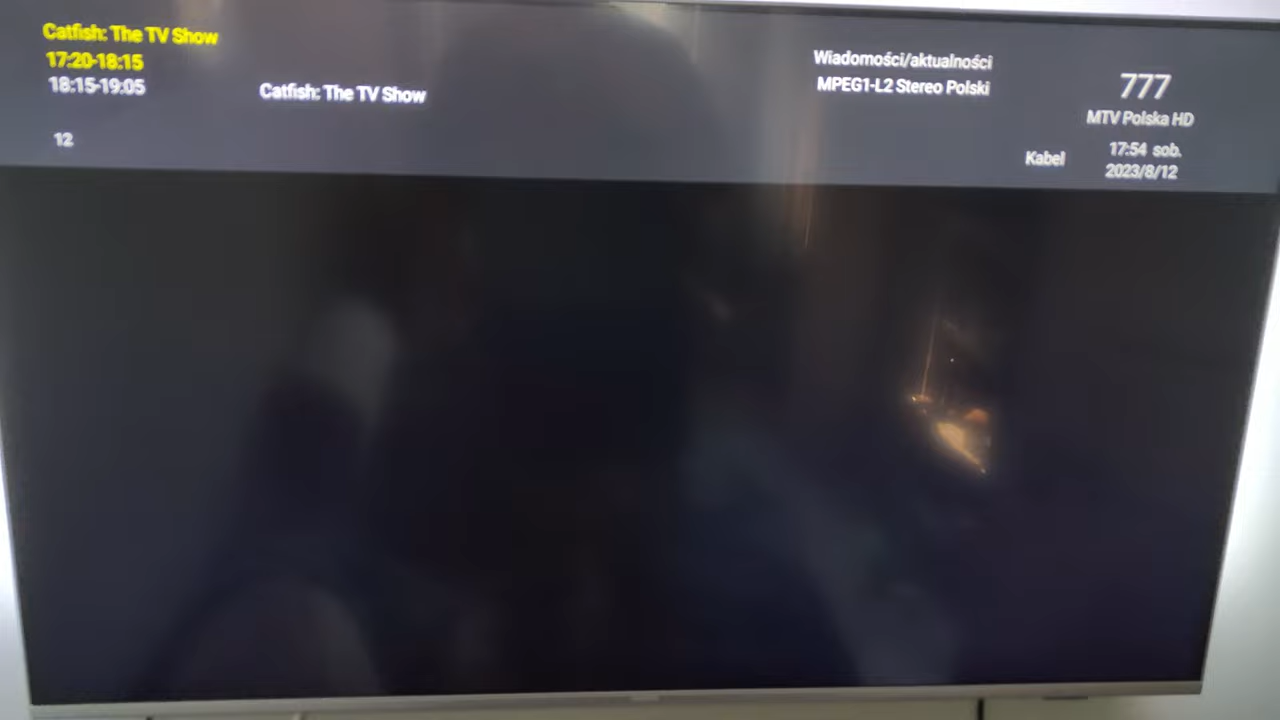 Catfish: The TV Show
17:20-18:15
18:15-19:05
Catfish: The TV Show
12
Wiadomości/aktualności
MPEG1-L2 Stereo Polski
777
MTV Polska HD
Kabel
17:54 sob.
2023/8/12